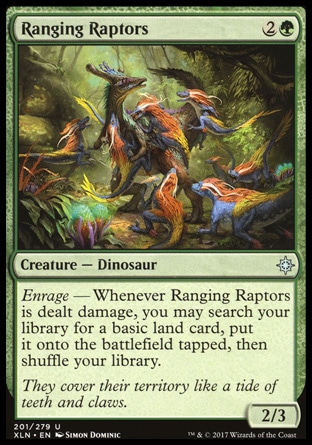 Ranging Raptors 2
Creature — Dinosaur
Enrage — Whenever Ranging Raptors
is dealt damage, you may search your
library for a basic land card, put
it onto the battlefield tapped, then
shuffle your library.
They cover their territory like a tide of
teeth and claws.
2/3
201/279 U
XLN • EN Simon Dominic
™ & © 2017 Wizards of the Coast